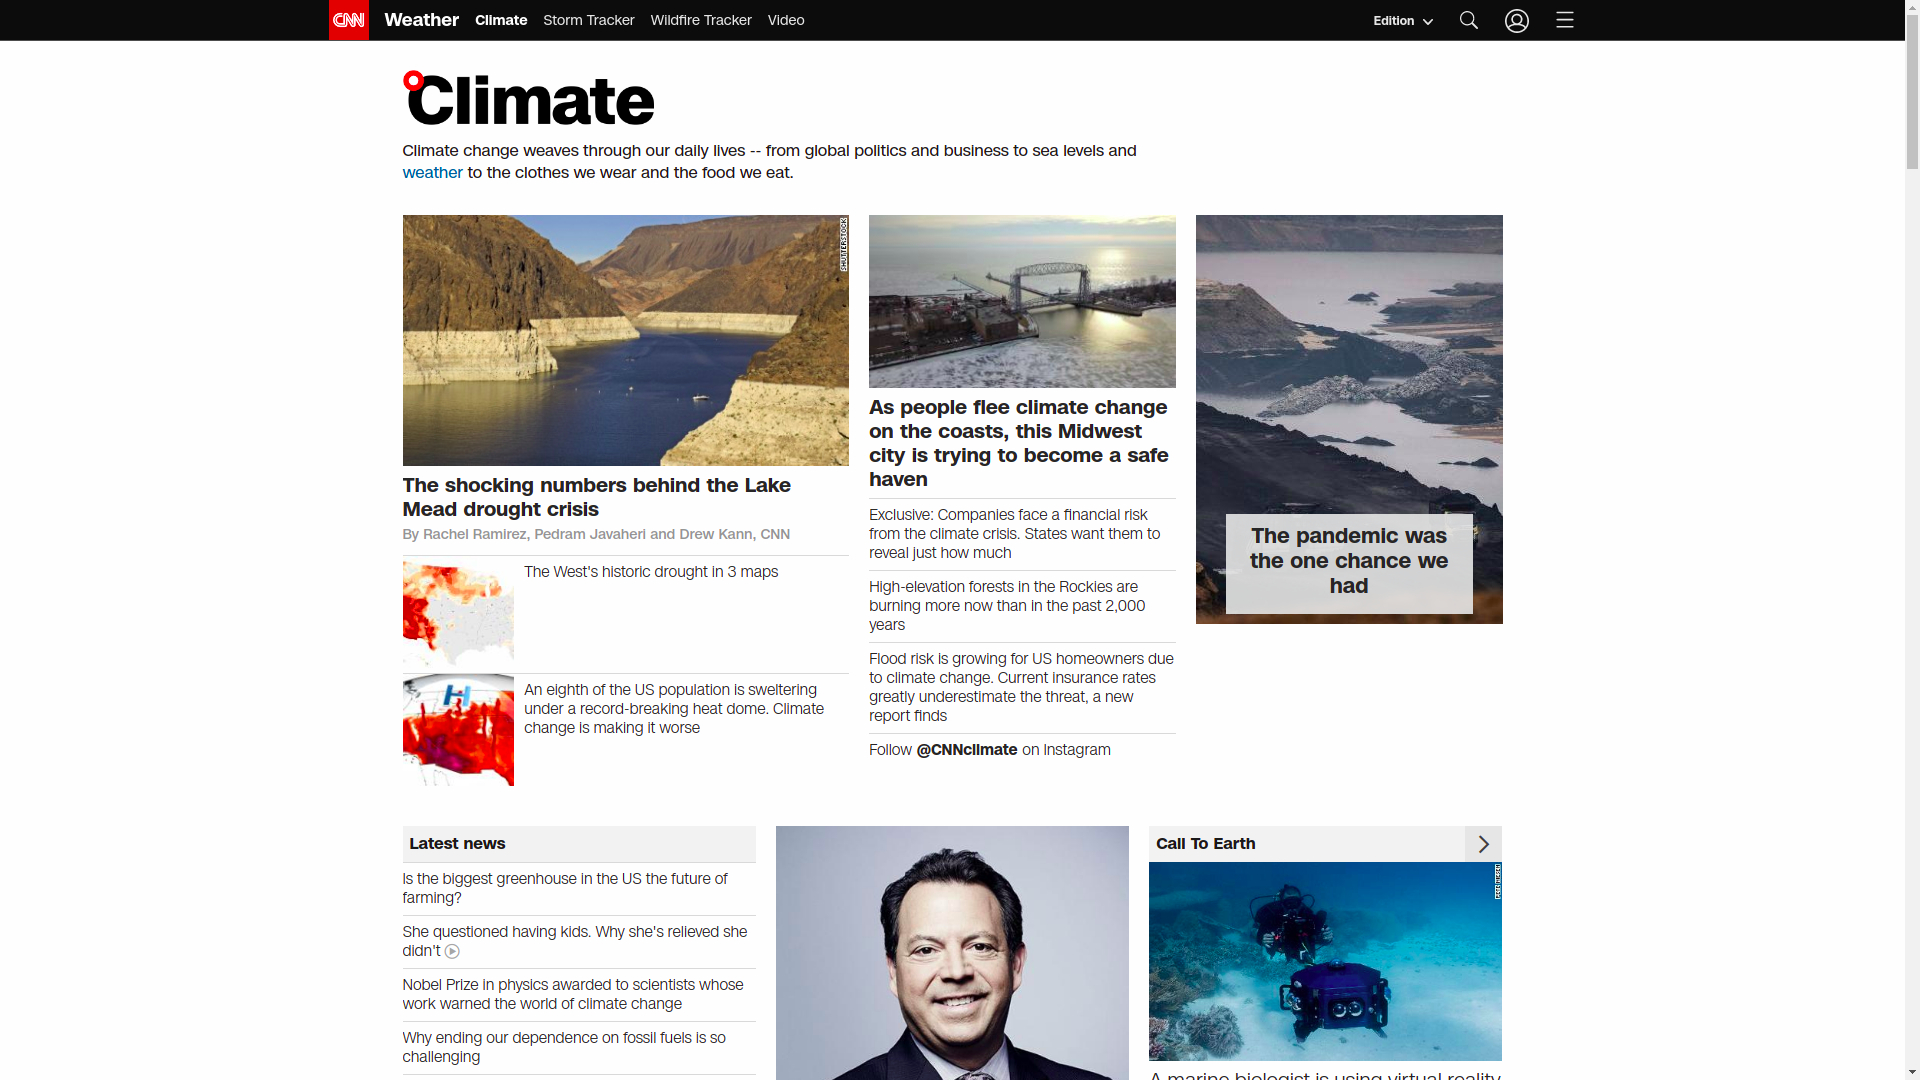 CNN Weather Climate Storm Tracker Wildfire Tracker Video Edition
Climate
Climate change weaves through our daily lives -- from global politics and business to sea levels and
weather to the clothes we wear and the food we eat.
SHUTTERSTOCK
The shocking numbers behind the Lake
Mead drought crisis
By Rachel Ramirez, Pedram Javaheri and Drew Kann, CNN
The West's historic drought in 3 maps
H
An eighth of the US population is sweltering
under a record-breaking heat dome. Climate
change is making it worse
As people flee climate change
on the coasts, this Midwest
city is trying to become a safe
haven
Exclusive: Companies face a financial risk
from the climate crisis. States want them to
reveal just how much
High-elevation forests in the Rockies are
burning more now than in the past 2,000
years
Flood risk is growing for US homeowners due
to climate change. Current insurance rates
greatly underestimate the threat, a new
report finds
Follow @CNNclimate on Instagram
The pandemic was
the one chance we
had
Latest news
Is the biggest greenhouse in the US the future of
farming?
She questioned having kids. Why she's relieved she
didn't
Nobel Prize in physics awarded to scientists whose
work warned the world of climate change
Why ending our dependence on fossil fuels is so
challenging
Call To Earth
A marine biologist is using virtual reality